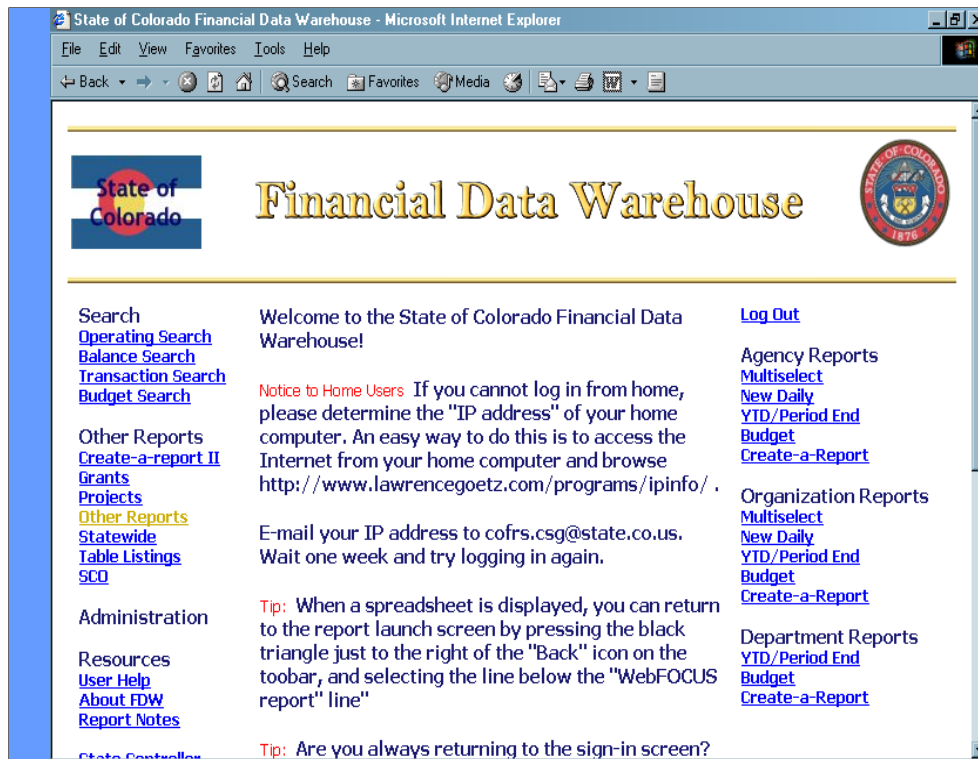 State of Colorado Financial Data Warehouse - Microsoft Internet Explorer
File Edit View Favorites Tools Help
Back Search Favorites Media
State of
Colorado
Financial Data Warehouse
STATE OF COLORADO
1876
Search
Operating Search
Balance Search
Transaction Search
Budget Search
Other Reports
Create-a-report II
Grants
Projects
Other Reports
Statewide
Table Listings
SCO
Administration
Resources
User Help
About FDW
Report Notes
State Controller
Welcome to the State of Colorado Financial Data
Warehouse!
Notice to Home Users If you cannot log in from home,
please determine the "IP address" of your home
computer. An easy way to do this is to access the
Internet from your home computer and browse
http://www.lawrencegoetz.com/programs/ipinfo/ .
E-mail your IP address to cofrs.csg@state.co.us.
Wait one week and try logging in again.
Tip: When a spreadsheet is displayed, you can return
to the report launch screen by pressing the black
triangle just to the right of the "Back" icon on the
toobar, and selecting the line below the "WebFOCUS
report" line"
Tip: Are you always returning to the sign-in screen?
Log Out
Agency Reports
Multiselect
New Daily
YTD/Period End
Budget
Create-a-Report
Organization Reports
Multiselect
New Daily
YTD/Period End
Budget
Create-a-Report
Department Reports
YTD/Period End
Budget
Create-a-Report